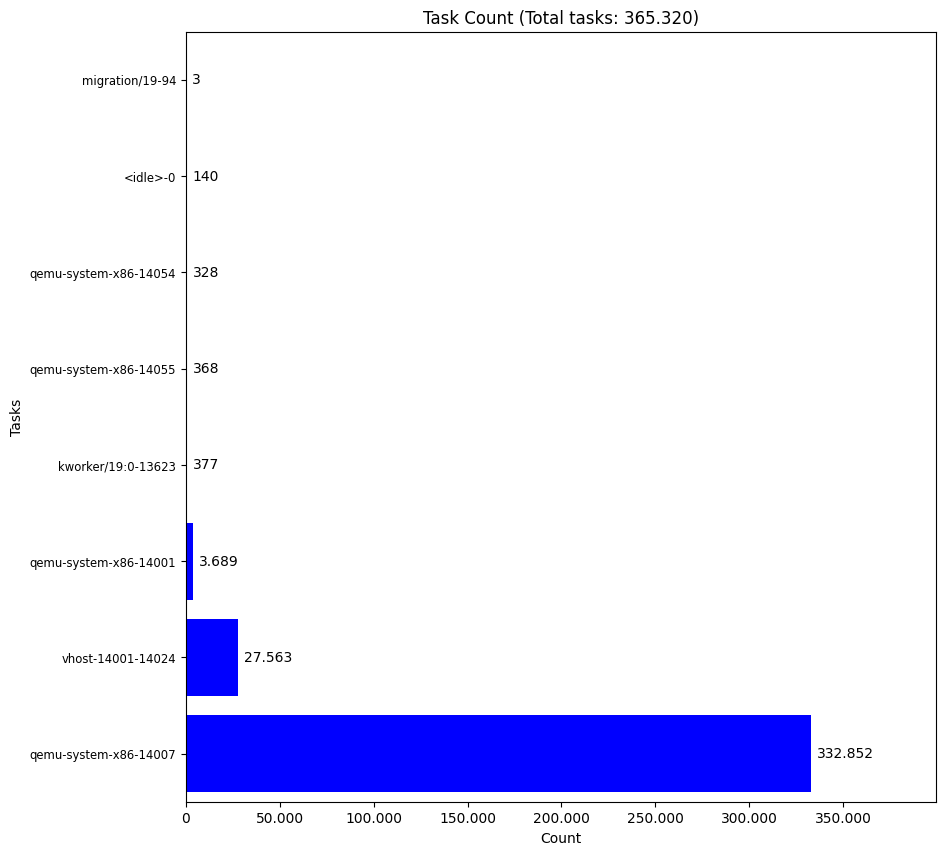 Task Count (Total tasks: 365.320)
Tasks
migration/19-94 3
<idle>-0 140
qemu-system-x86-14054 328
qemu-system-x86-14055 368
kworker/19:0-13623 377
qemu-system-x86-14001 3.689
vhost-14001-14024 27.563
qemu-system-x86-14007 332.852
0 50.000 100.000 150.000 200.000 250.000 300.000 350.000
Count